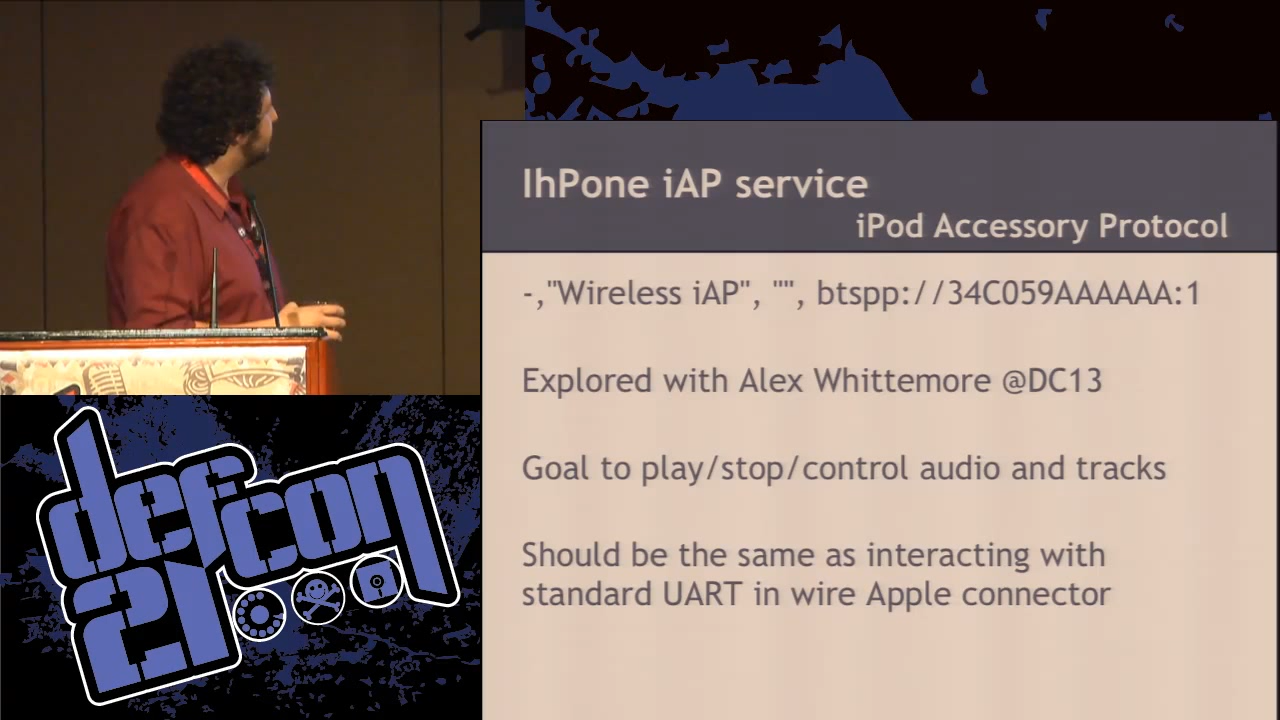 IhPone iAP service
iPod Accessory Protocol
-,"Wireless iAP", "", btspp://34C059AAAAAA:1
Explored with Alex Whittemore @DC13
Goal to play/stop/control audio and tracks
Should be the same as interacting with
standard UART in wire Apple connector
defcon
21